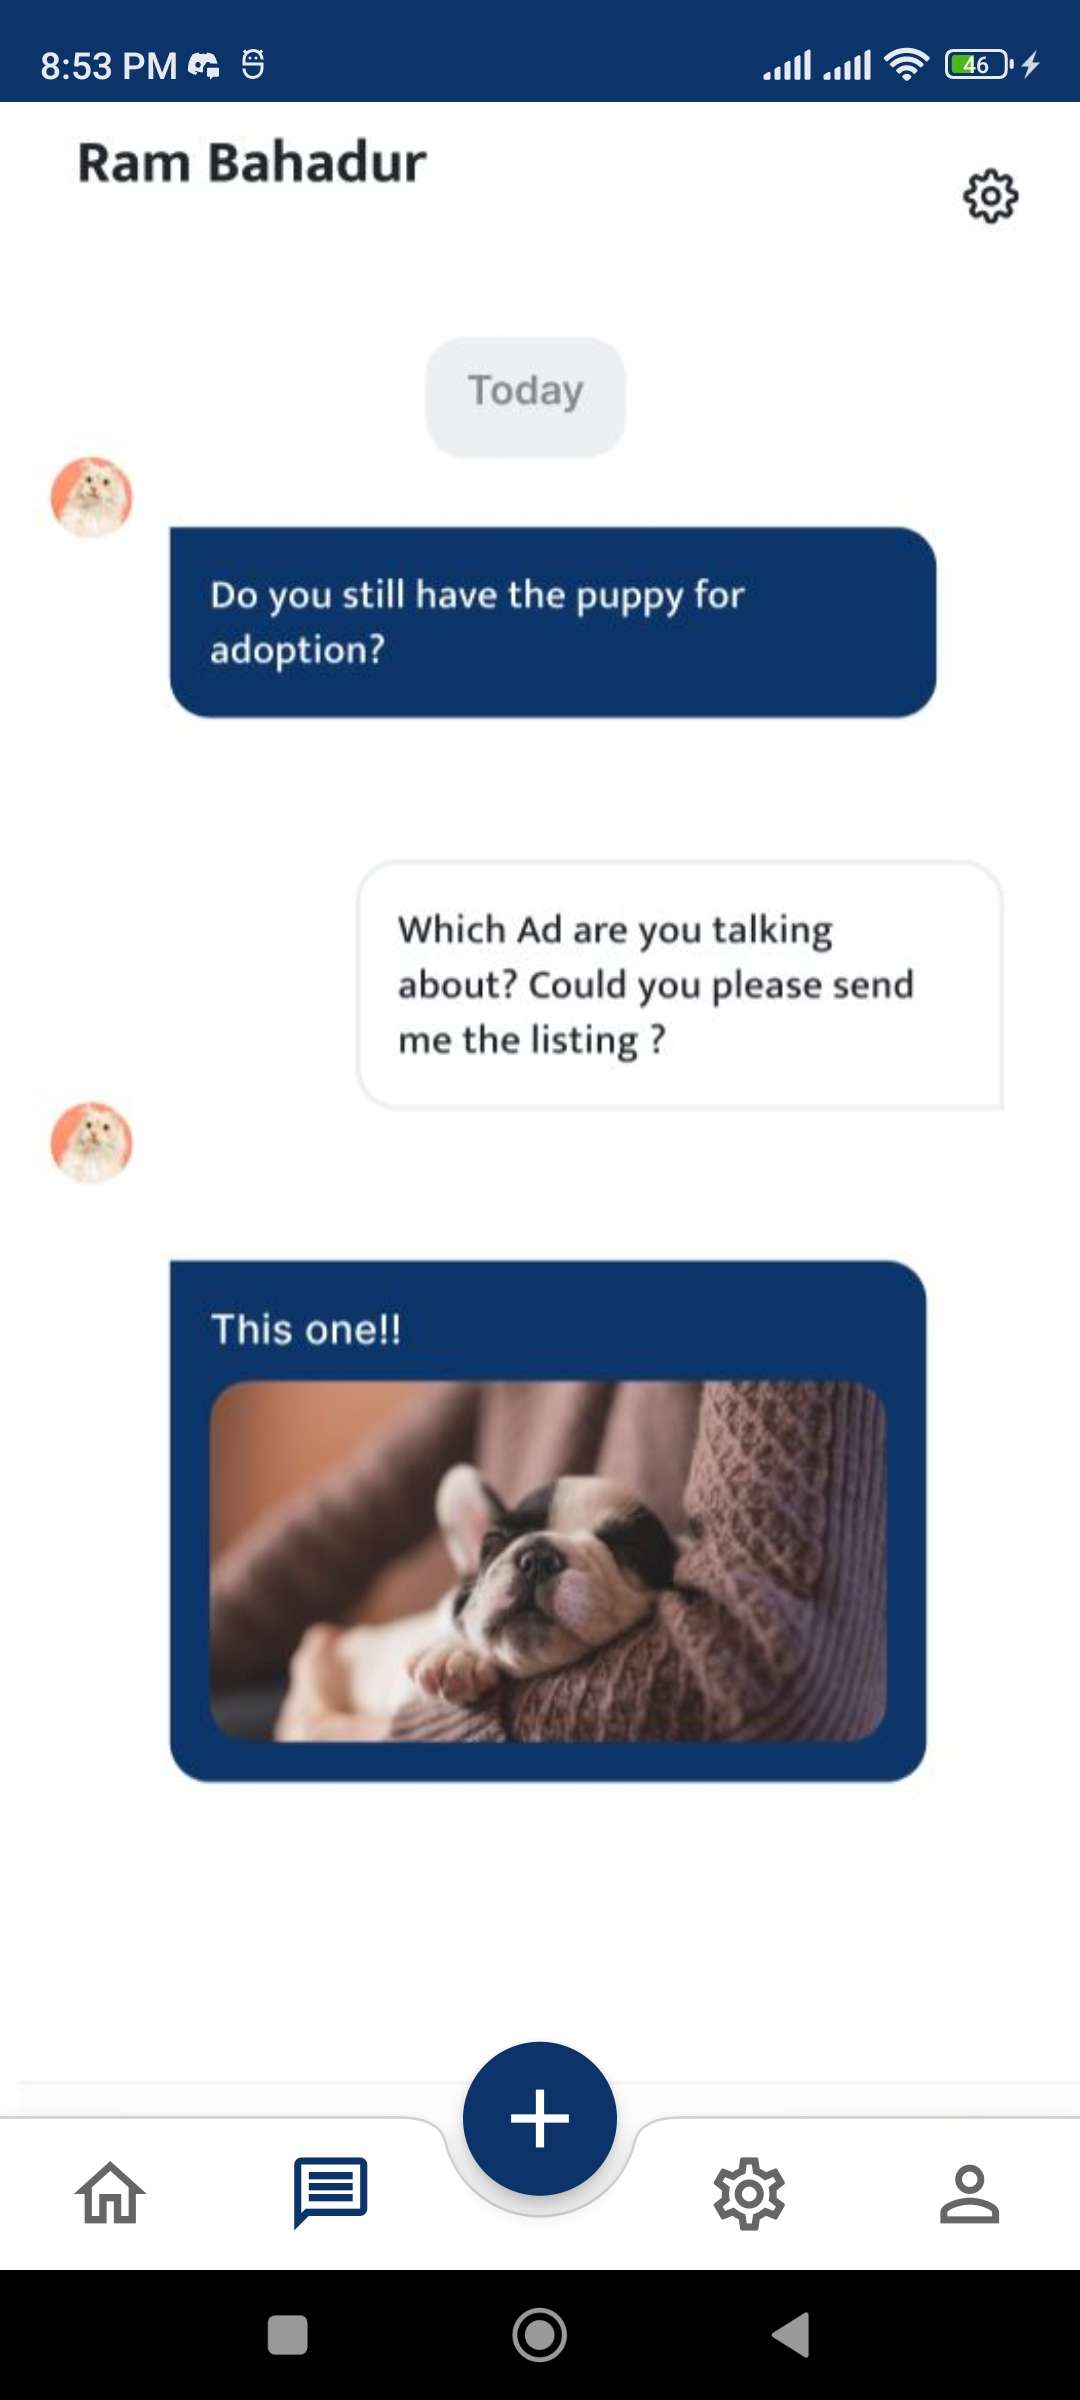 8:53 PM
46
Ram Bahadur
Today
Do you still have the puppy for
adoption?
Which Ad are you talking
about? Could you please send
me the listing ?
This one!!